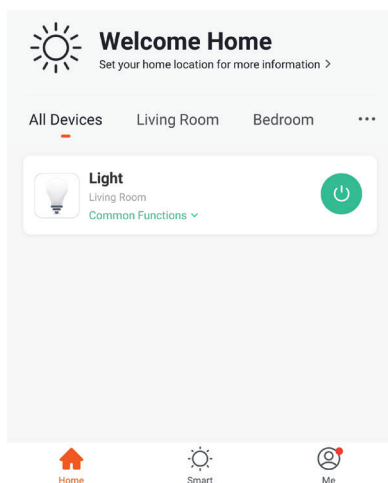 Welcome Home
Set your home location for more information >
All Devices Living Room Bedroom ...
Light
Living Room
Common Functions
Home Smart Me